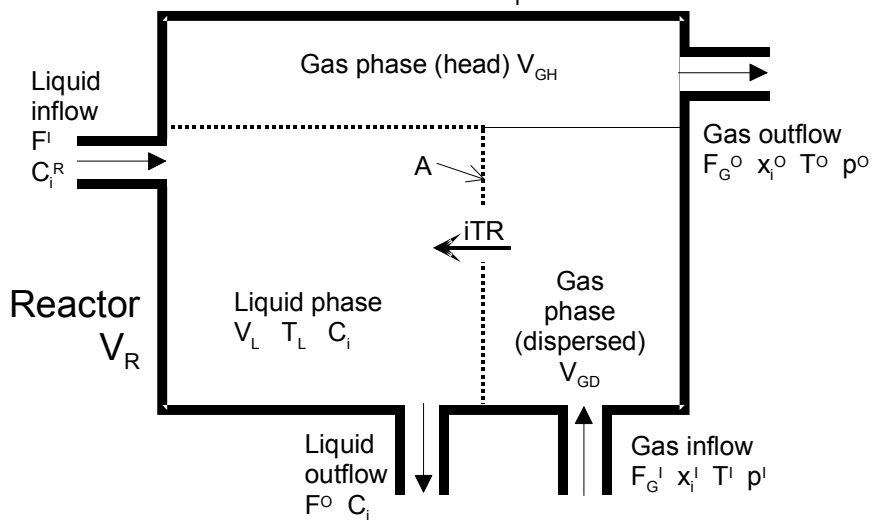 Gas phase (head) V_GH
Liquid
inflow
F^I
C_i^R
Gas outflow
F_G^O x_i^O T^O p^O
A
iTR
Reactor
V_R
Liquid phase
V_L T_L C_i
Gas
phase
(dispersed)
V_GD
Liquid
outflow
F^O C_i
Gas inflow
F_G^I x_i^I T^I p^I